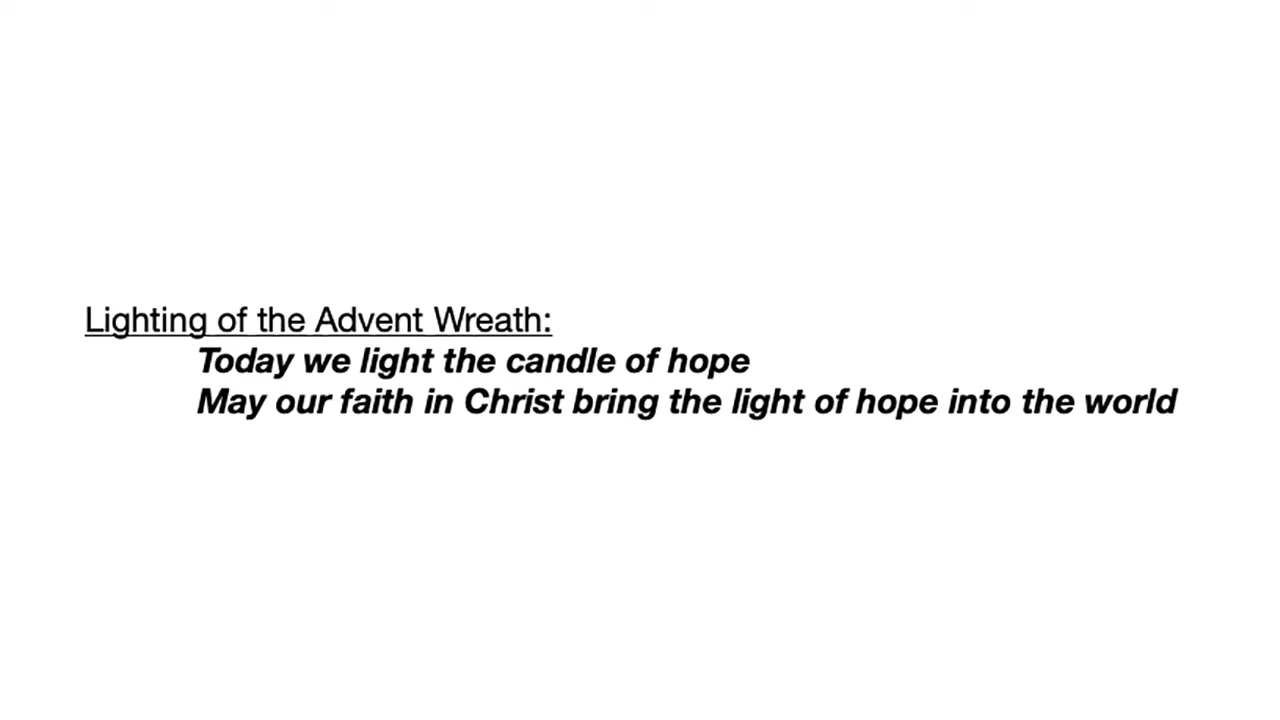 Lighting of the Advent Wreath:
Today we light the candle of hope
May our faith in Christ bring the light of hope into the world